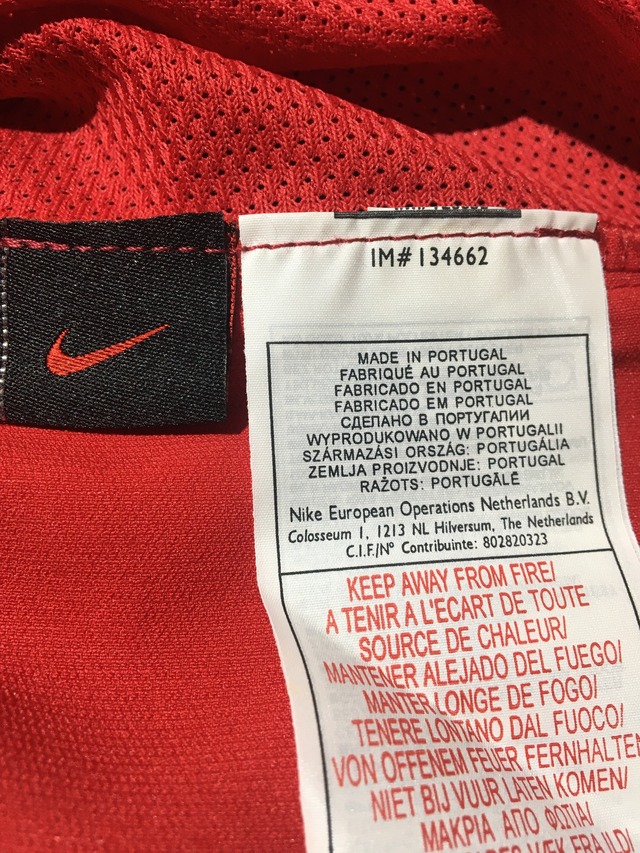 IM# 134662
MADE IN PORTUGAL
FABRIQUÉ AU PORTUGAL
FABRICADO EN PORTUGAL
FABRICADO EM PORTUGAL
СДЕЛАНО В ПОРТУГАЛИИ
WYPRODUKOWANO W PORTUGALII
SZÁRMAZÁSI ORSZÁG: PORTUGÁLIA
ZEMLJA PROIZVODNJE: PORTUGAL
RAŽOTS: PORTUGĀLĒ
Nike European Operations Netherlands B.V.
Colosseum 1, 1213 NL Hilversum, The Netherlands
C.I.F./Nº Contribuinte: 802820323
KEEP AWAY FROM FIRE/
A TENIR A L'ECART DE TOUTE
SOURCE DE CHALEUR/
MANTENER ALEJADO DEL FUEGO/
MANTER LONGE DE FOGO/
TENERE LONTANO DAL FUOCO/
VON OFFENEM FEUER FERNHALTEN
NIET BIJ VUUR LATEN KOMEN/
ΜΑΚΡΙΑ ΑΠΟ ΦΩΤΙΑ/
VÆK FRA ILD/